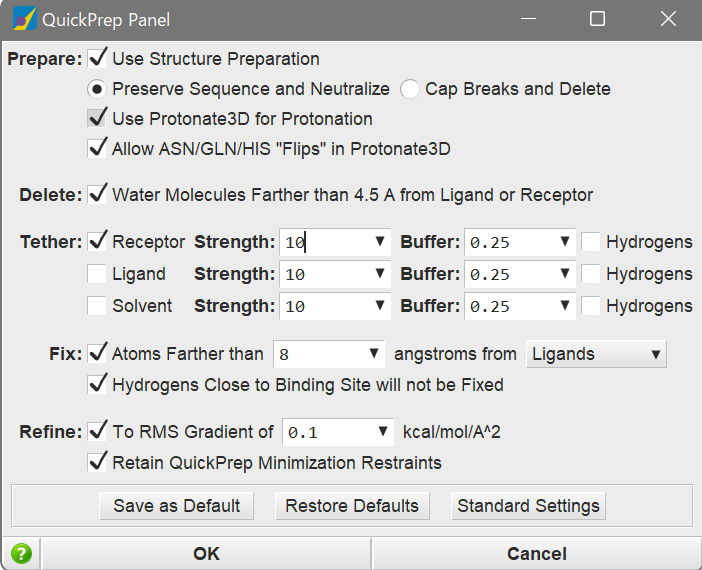 QuickPrep Panel
Prepare: Use Structure Preparation
Preserve Sequence and Neutralize Cap Breaks and Delete
Use Protonate3D for Protonation
Allow ASN/GLN/HIS "Flips" in Protonate3D
Delete: Water Molecules Farther than 4.5 A from Ligand or Receptor
Tether: Receptor Strength: 10 Buffer: 0.25 Hydrogens
Ligand Strength: 10 Buffer: 0.25 Hydrogens
Solvent Strength: 10 Buffer: 0.25 Hydrogens
Fix: Atoms Farther than 8 angstroms from Ligands
Hydrogens Close to Binding Site will not be Fixed
Refine: To RMS Gradient of 0.1 kcal/mol/A^2
Retain QuickPrep Minimization Restraints
Save as Default Restore Defaults Standard Settings
? OK Cancel